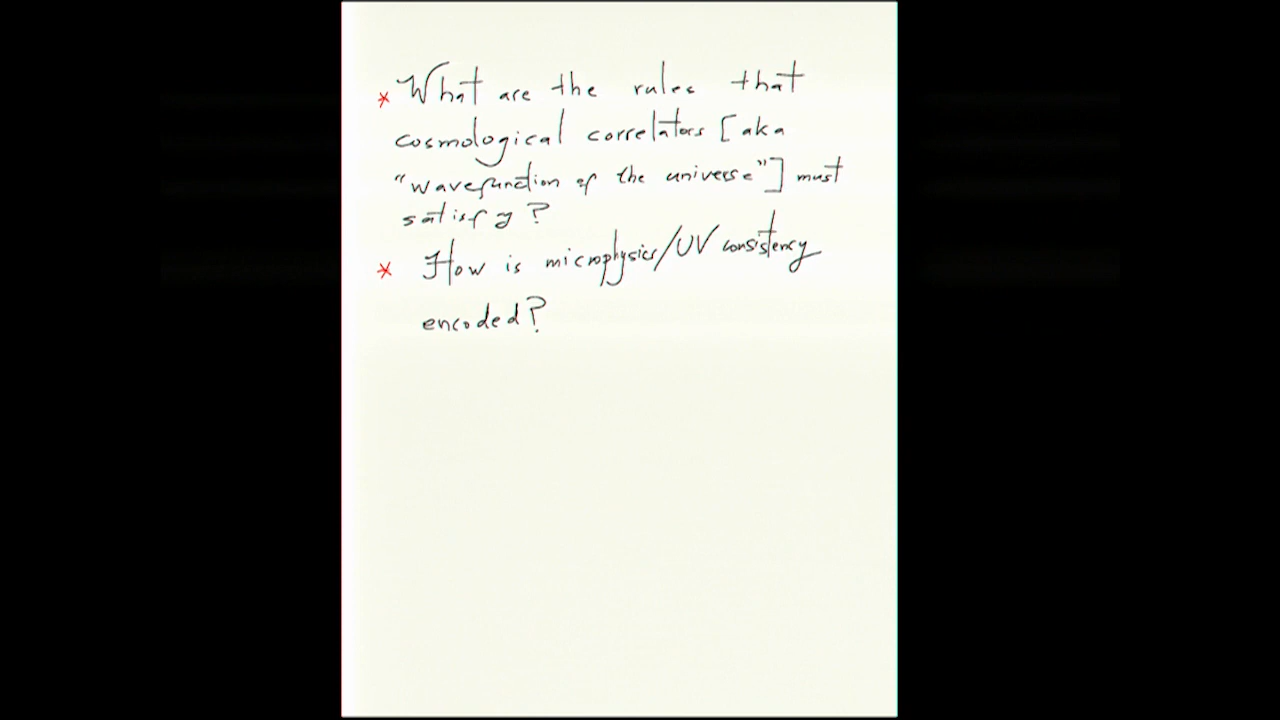 * What are the rules that
cosmological correlators [aka
"wavefunction of the universe"] must
satisfy?
* How is microphysics/UV consistency
encoded?